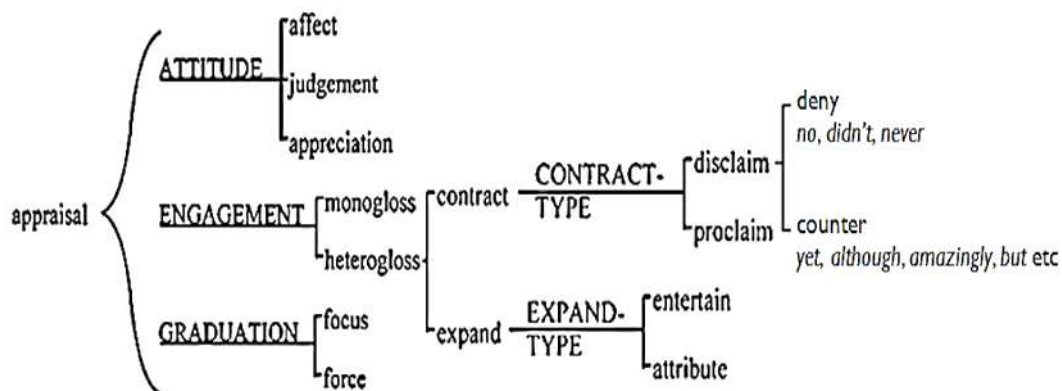 affect
ATTITUDE
judgement
appreciation
deny
no, didn't, never
disclaim
CONTRACT-
TYPE
contract
monogloss
appraisal
ENGAGEMENT
proclaim
counter
yet, although, amazingly, but etc
heterogloss
entertain
EXPAND-
TYPE
expand
attribute
focus
GRADUATION
force